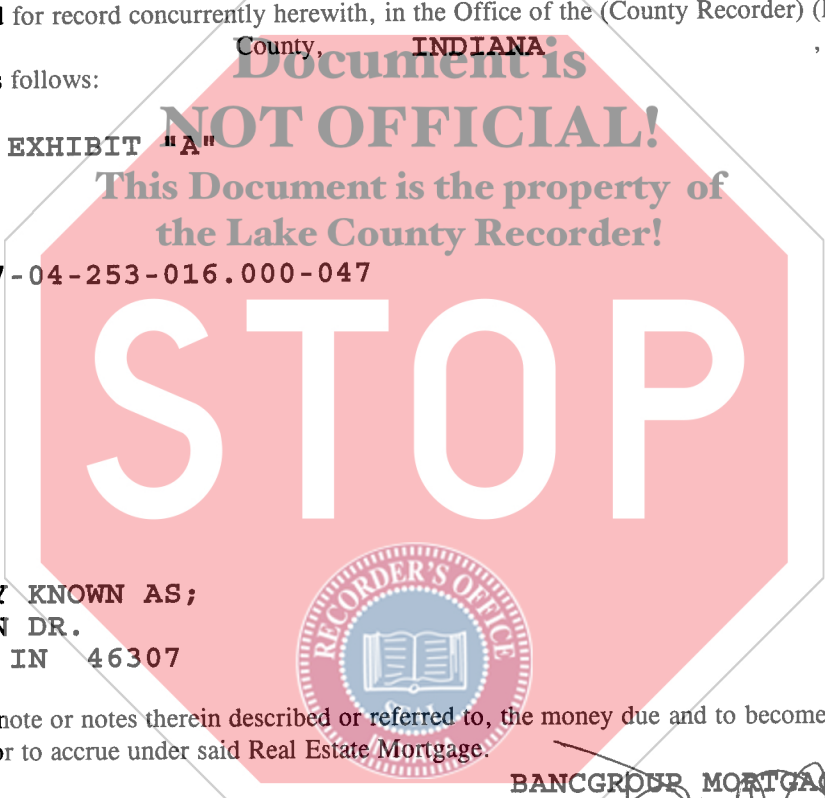 for record concurrently herewith, in the Office of the (County Recorder)
County, INDIANA ,
follows:
Document is
NOT OFFICIAL!
EXHIBIT "A"
This Document is the property of
the Lake County Recorder!
-04-253-016.000-047
STOP
RECORDER'S OFFICE
SEAL
INDIANA
KNOWN AS;
DR.
IN 46307
note or notes therein described or referred to, the money due and to become
to accrue under said Real Estate Mortgage.
BANCGROUP